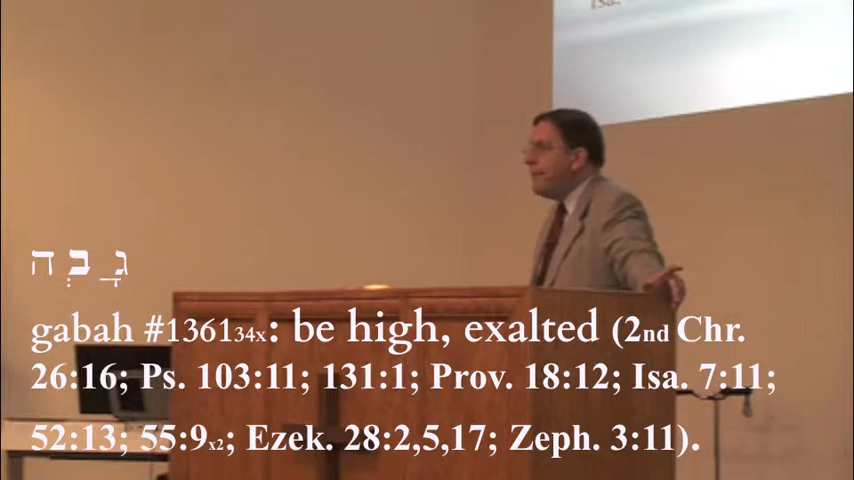 Isa.
גָ בְּ ה
gabah #1361 34x: be high, exalted (2nd Chr.
26:16; Ps. 103:11; 131:1; Prov. 18:12; Isa. 7:11;
52:13; 55:9 x2; Ezek. 28:2,5,17; Zeph. 3:11).